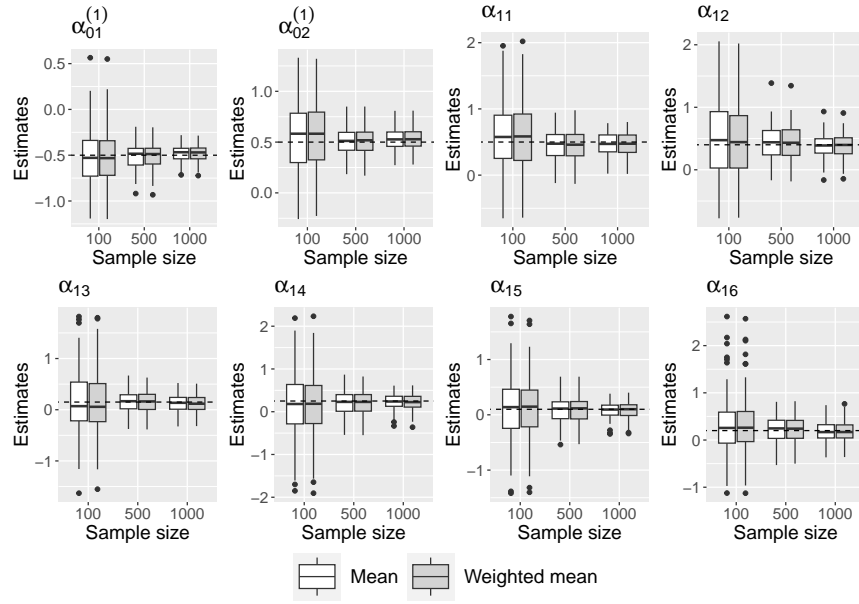 α₀₁⁽¹⁾ α₀₂⁽¹⁾ α₁₁ α₁₂
Estimates
0.5
0.0
−0.5
−1.0
100 500 1000
Sample size
Estimates
1.0
0.5
0.0
100 500 1000
Sample size
Estimates
2
1
0
100 500 1000
Sample size
Estimates
2
1
0
100 500 1000
Sample size
α₁₃ α₁₄ α₁₅ α₁₆
Estimates
1
0
−1
100 500 1000
Sample size
Estimates
2
1
0
−1
−2
100 500 1000
Sample size
Estimates
1
0
−1
100 500 1000
Sample size
Estimates
2
1
0
−1
100 500 1000
Sample size
Mean Weighted mean